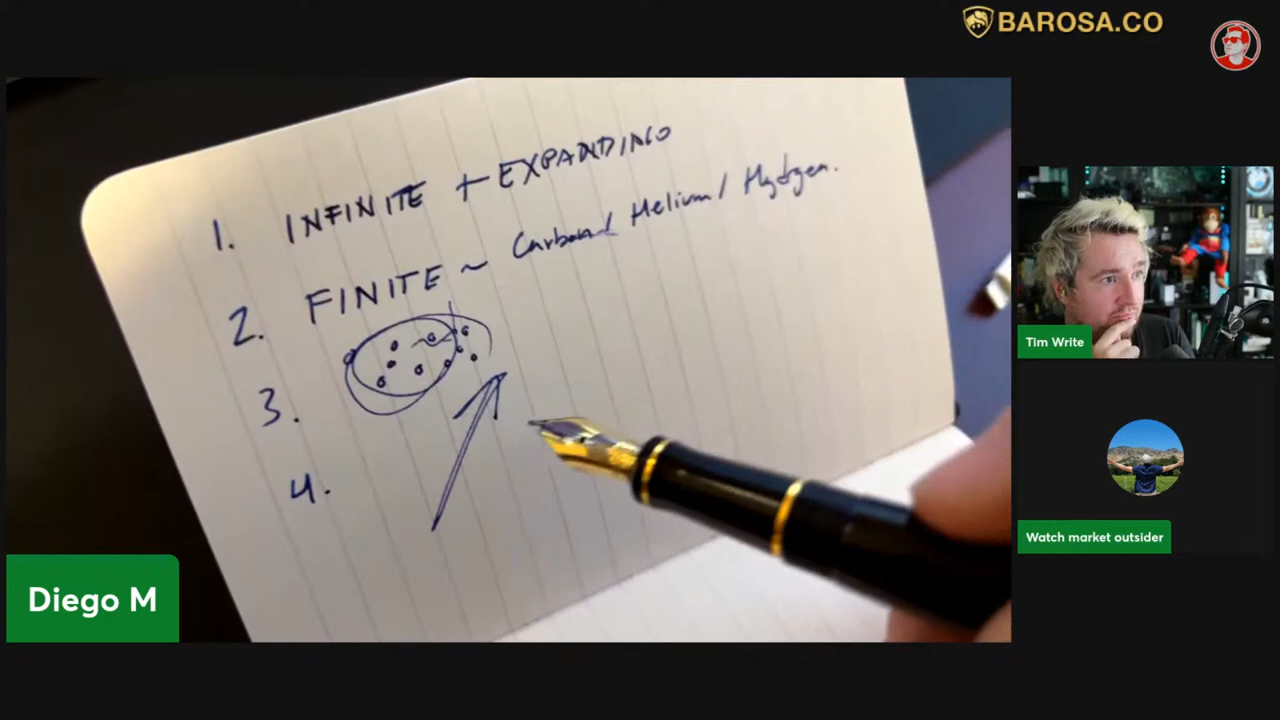 BAROSA.CO
1. INFINITE + EXPANDING
2. FINITE ~ Carbon / Helium / Hydrogen.
3.
4.
Tim Write
Watch market outsider
Diego M